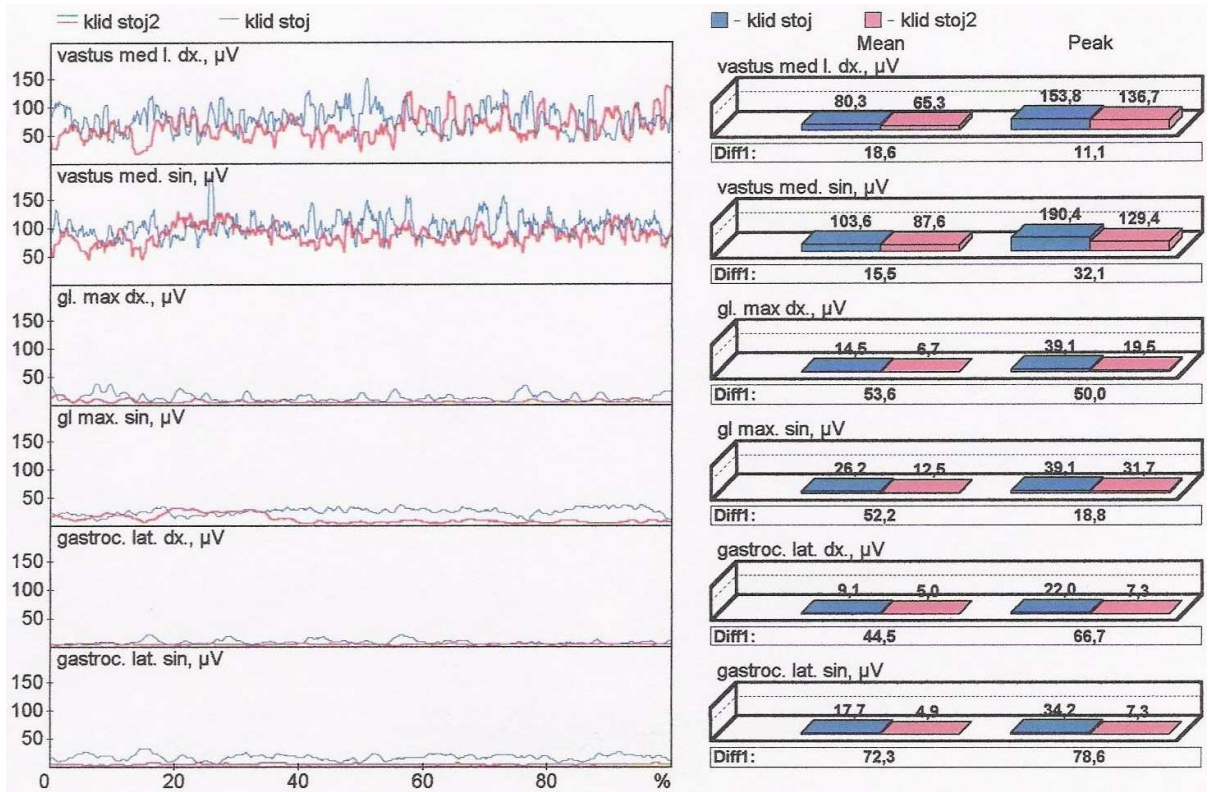 klid stoj2 klid stoj
vastus med l. dx., µV
150
100
50
vastus med. sin, µV
150
100
50
gl. max dx., µV
150
100
50
gl max. sin, µV
150
100
50
gastroc. lat. dx., µV
150
100
50
gastroc. lat. sin, µV
150
100
50
0 20 40 60 80 %
- klid stoj - klid stoj2
Mean Peak
vastus med l. dx., µV
80,3 65,3 153,8 136,7
Diff1: 18,6 11,1
vastus med. sin, µV
103,6 87,6 190,4 129,4
Diff1: 15,5 32,1
gl. max dx., µV
14,5 6,7 39,1 19,5
Diff1: 53,6 50,0
gl max. sin, µV
26,2 12,5 39,1 31,7
Diff1: 52,2 18,8
gastroc. lat. dx., µV
9,1 5,0 22,0 7,3
Diff1: 44,5 66,7
gastroc. lat. sin, µV
17,7 4,9 34,2 7,3
Diff1: 72,3 78,6